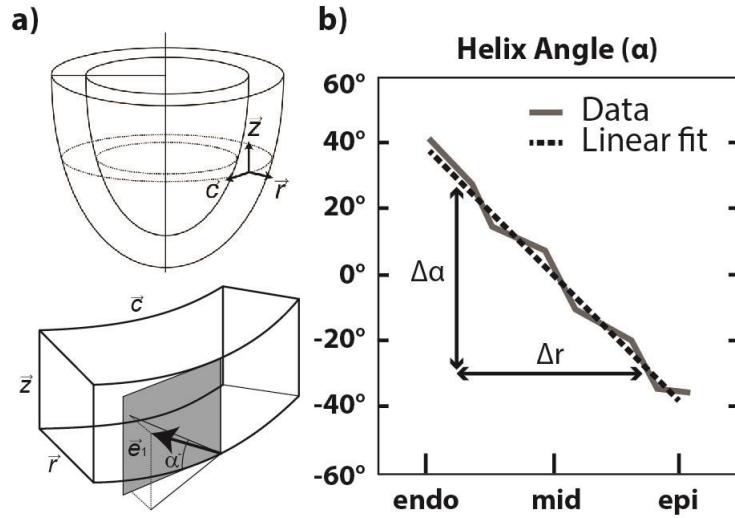 a)
z
c
r
c
z
r
e₁
α
b)
Helix Angle (α)
60°
40°
20°
0°
-20°
-40°
-60°
Data
Linear fit
Δα
Δr
endo mid epi